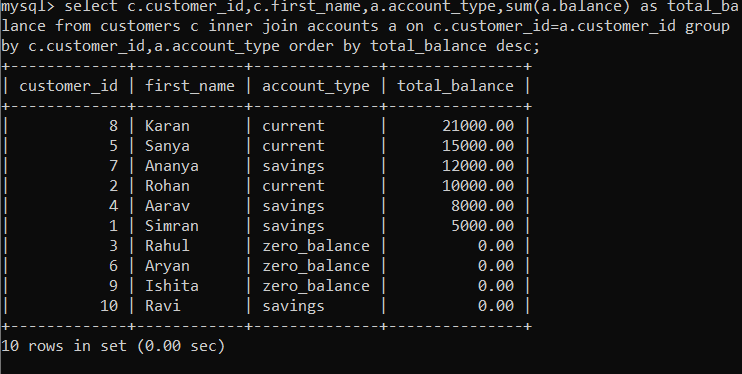 mysql> select c.customer_id,c.first_name,a.account_type,sum(a.balance) as total_ba
lance from customers c inner join accounts a on c.customer_id=a.customer_id group
by c.customer_id,a.account_type order by total_balance desc;
+-------------+------------+--------------+---------------+
| customer_id | first_name | account_type | total_balance |
+-------------+------------+--------------+---------------+
|           8 | Karan      | current      |      21000.00 |
|           5 | Sanya      | current      |      15000.00 |
|           7 | Ananya     | savings      |      12000.00 |
|           2 | Rohan      | current      |      10000.00 |
|           4 | Aarav      | savings      |       8000.00 |
|           1 | Simran     | savings      |       5000.00 |
|           3 | Rahul      | zero_balance |          0.00 |
|           6 | Aryan      | zero_balance |          0.00 |
|           9 | Ishita     | zero_balance |          0.00 |
|          10 | Ravi       | savings      |          0.00 |
+-------------+------------+--------------+---------------+
10 rows in set (0.00 sec)